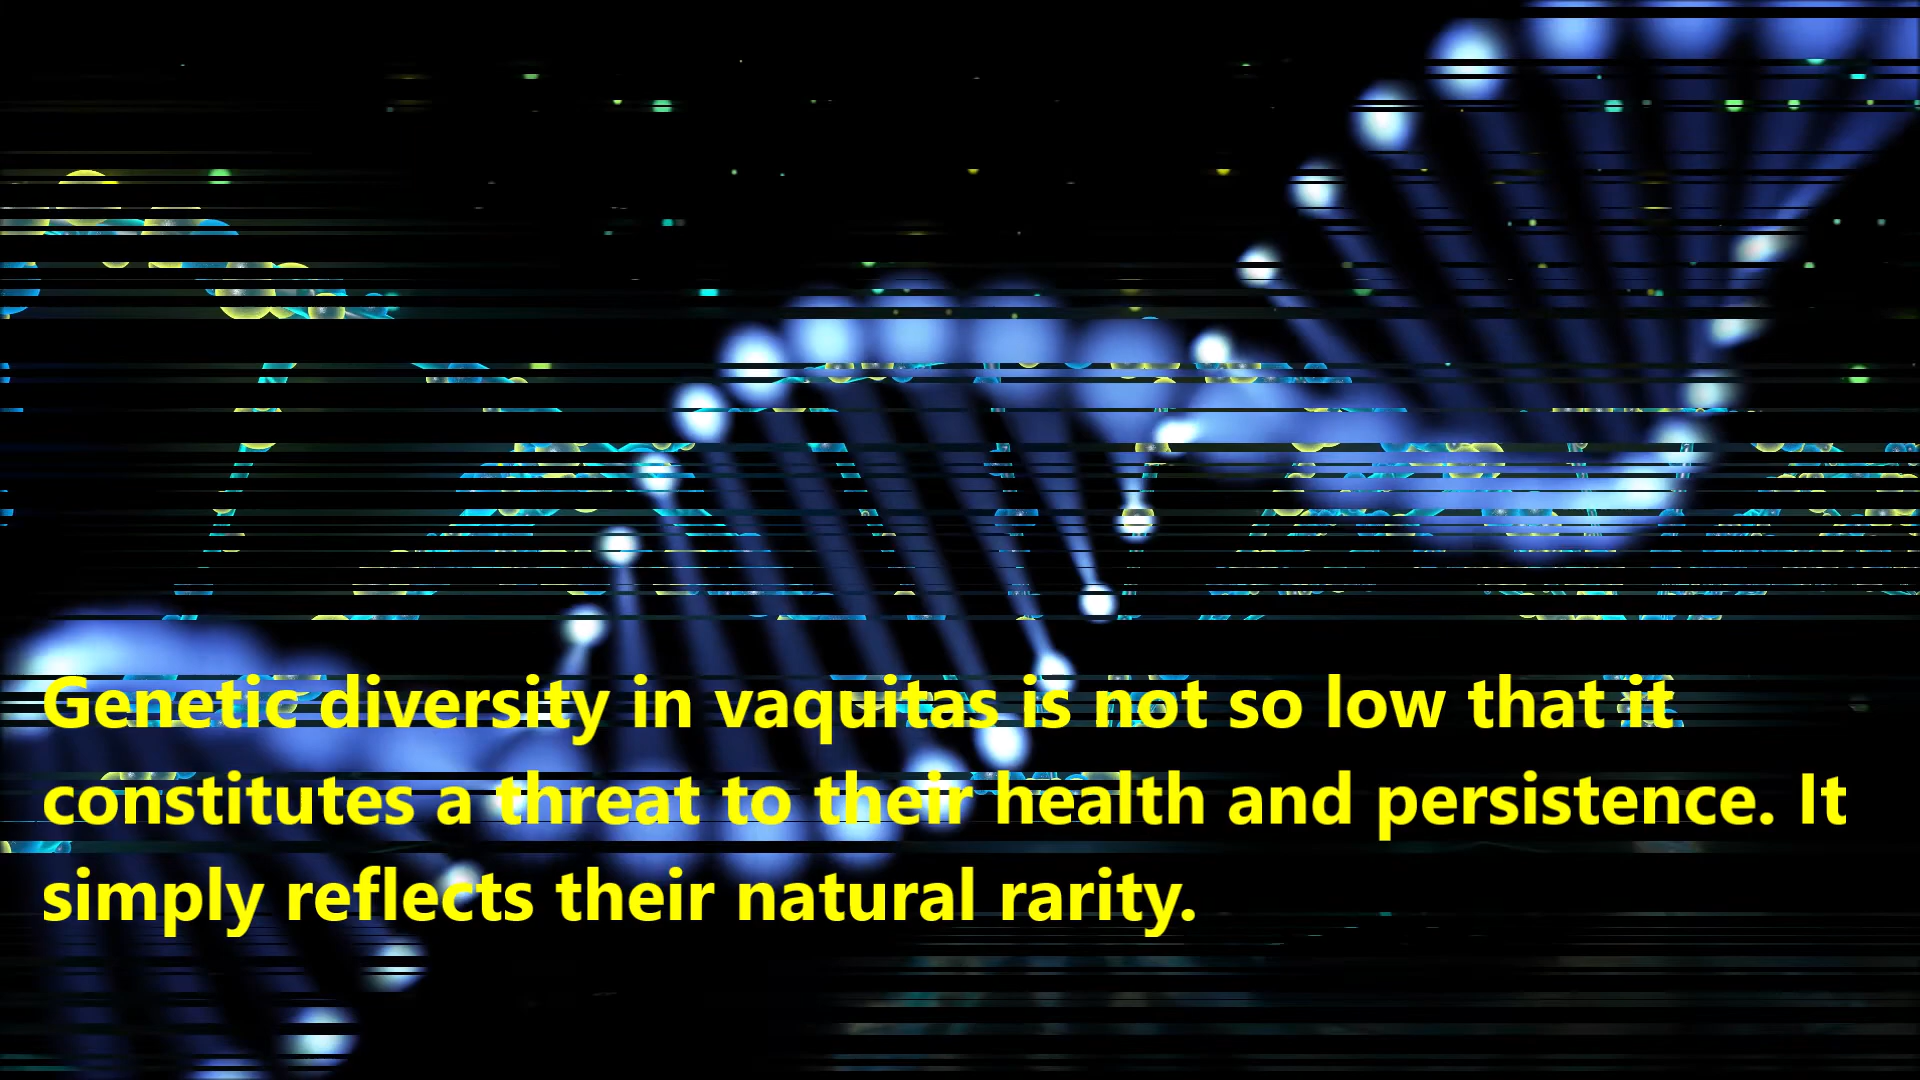 Genetic diversity in vaquitas is not so low that it
constitutes a threat to their health and persistence. It
simply reflects their natural rarity.